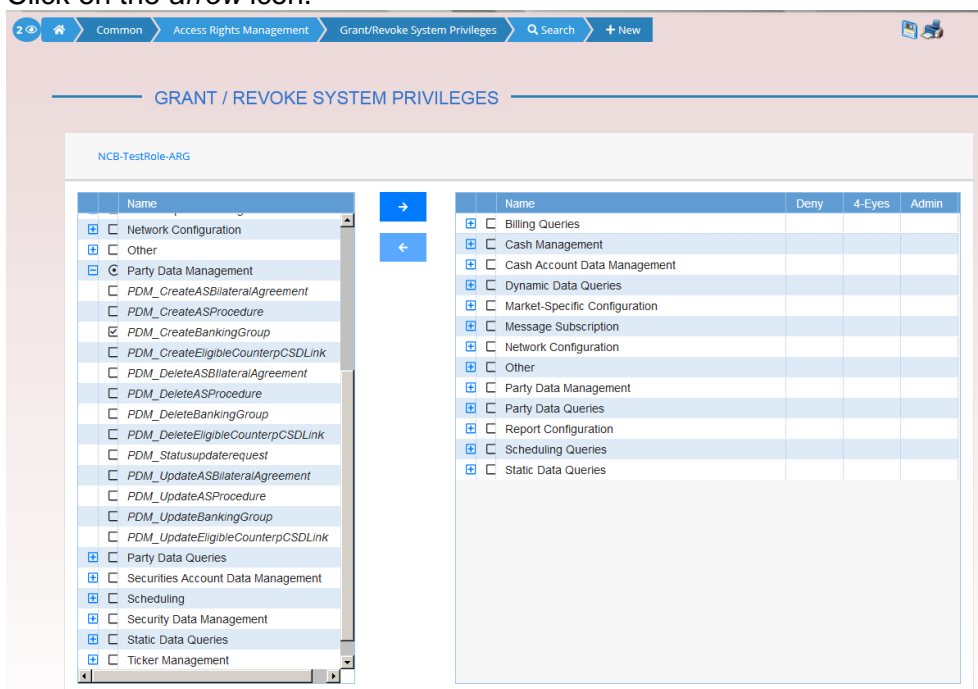 Click on the arrow icon.
2 Common Access Rights Management Grant/Revoke System Privileges Search + New
GRANT / REVOKE SYSTEM PRIVILEGES
NCB-TestRole-ARG
Name
Network Configuration
Other
Party Data Management
PDM_CreateASBilateralAgreement
PDM_CreateASProcedure
PDM_CreateBankingGroup
PDM_CreateEligibleCounterpCSDLink
PDM_DeleteASBIlateralAgreement
PDM_DeleteASProcedure
PDM_DeleteBankingGroup
PDM_DeleteEligibleCounterpCSDLink
PDM_Statusupdaterequest
PDM_UpdateASBilateralAgreement
PDM_UpdateASProcedure
PDM_UpdateBankingGroup
PDM_UpdateEligibleCounterpCSDLink
Party Data Queries
Securities Account Data Management
Scheduling
Security Data Management
Static Data Queries
Ticker Management
Name Deny 4-Eyes Admin
Billing Queries
Cash Management
Cash Account Data Management
Dynamic Data Queries
Market-Specific Configuration
Message Subscription
Network Configuration
Other
Party Data Management
Party Data Queries
Report Configuration
Scheduling Queries
Static Data Queries